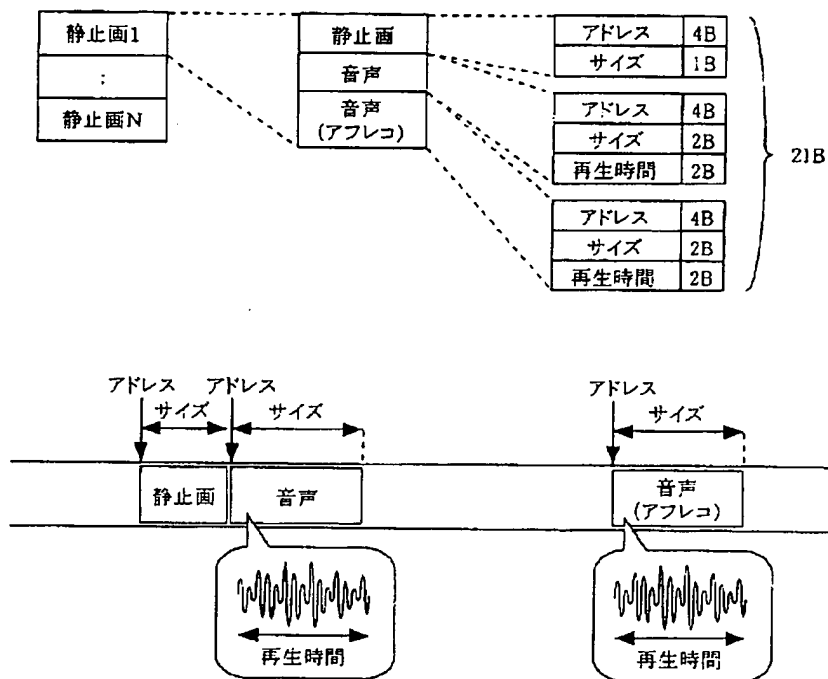 静止画1
:
静止画N
静止画
音声
音声
(アフレコ)
アドレス 4B
サイズ 1B
アドレス 4B
サイズ 2B
再生時間 2B
アドレス 4B
サイズ 2B
再生時間 2B
21B
アドレス アドレス
サイズ サイズ
アドレス
サイズ
静止画 音声
音声
(アフレコ)
再生時間
再生時間